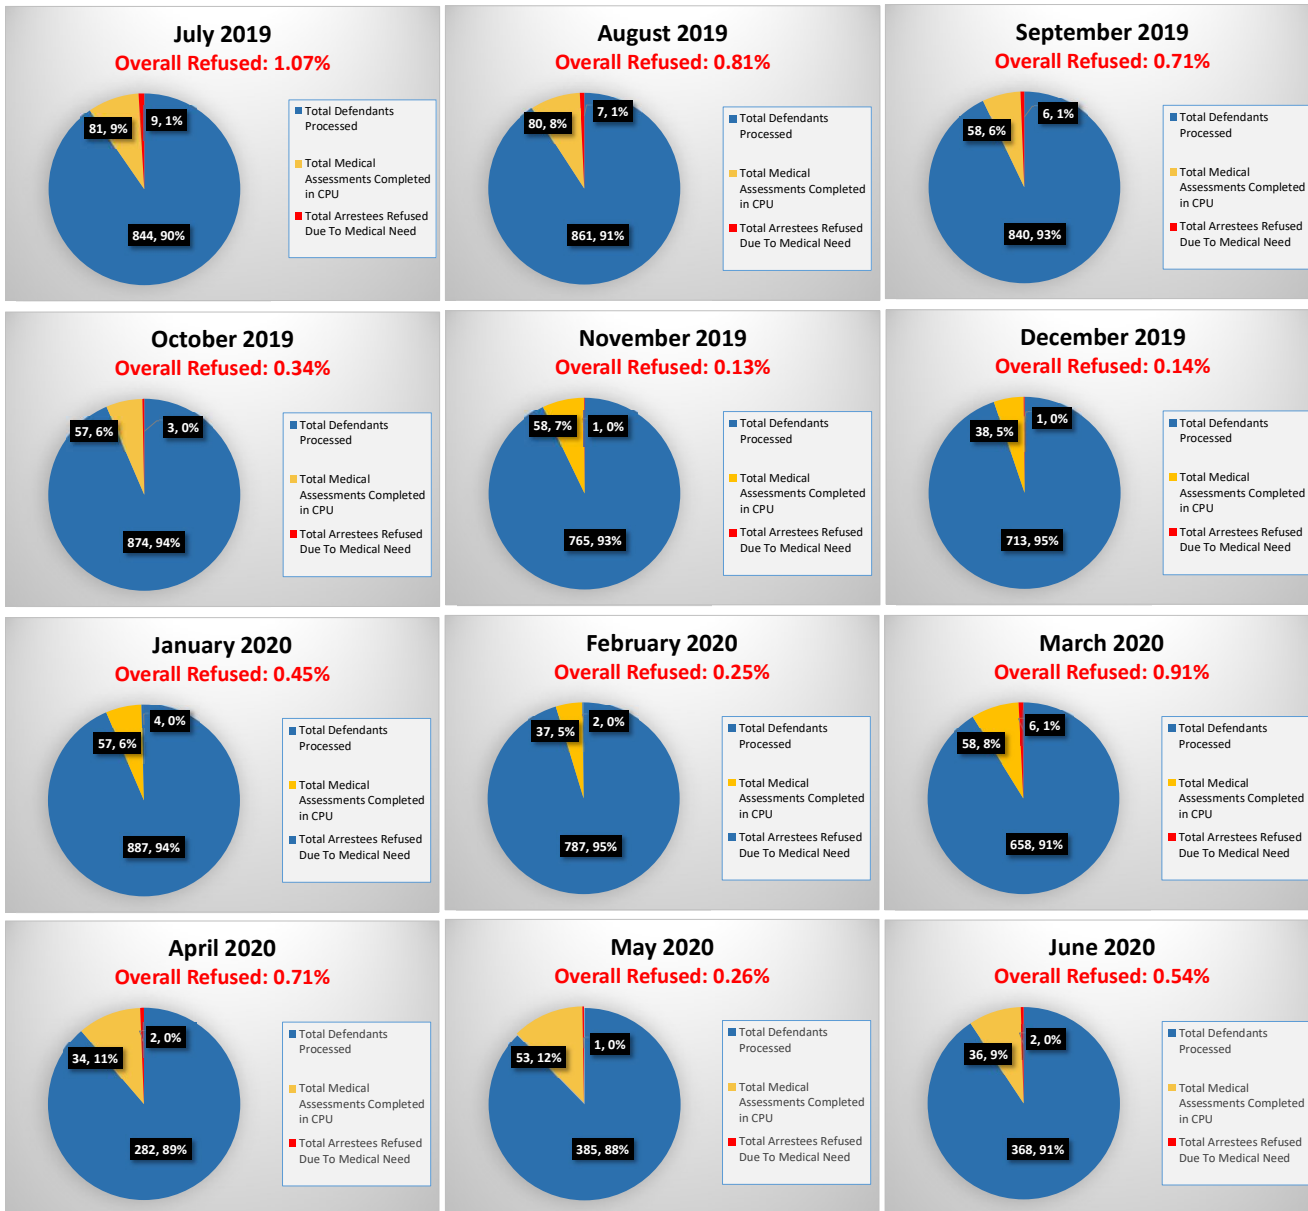 July 2019
Overall Refused: 1.07%
81, 9%
9, 1%
844, 90%
Total Defendants
Processed
Total Medical
Assessments Completed
in CPU
Total Arrestees Refused
Due To Medical Need
August 2019
Overall Refused: 0.81%
80, 8%
7, 1%
861, 91%
Total Defendants
Processed
Total Medical
Assessments Completed
in CPU
Total Arrestees Refused
Due To Medical Need
September 2019
Overall Refused: 0.71%
58, 6%
6, 1%
840, 93%
Total Defendants
Processed
Total Medical
Assessments Completed
in CPU
Total Arrestees Refused
Due To Medical Need
October 2019
Overall Refused: 0.34%
57, 6%
3, 0%
874, 94%
Total Defendants
Processed
Total Medical
Assessments Completed
in CPU
Total Arrestees Refused
Due To Medical Need
November 2019
Overall Refused: 0.13%
58, 7%
1, 0%
765, 93%
Total Defendants
Processed
Total Medical
Assessments Completed
in CPU
Total Arrestees Refused
Due To Medical Need
December 2019
Overall Refused: 0.14%
38, 5%
1, 0%
713, 95%
Total Defendants
Processed
Total Medical
Assessments Completed
in CPU
Total Arrestees Refused
Due To Medical Need
January 2020
Overall Refused: 0.45%
57, 6%
4, 0%
887, 94%
Total Defendants
Processed
Total Medical
Assessments Completed
in CPU
Total Arrestees Refused
Due To Medical Need
February 2020
Overall Refused: 0.25%
37, 5%
2, 0%
787, 95%
Total Defendants
Processed
Total Medical
Assessments Completed
in CPU
Total Arrestees Refused
Due To Medical Need
March 2020
Overall Refused: 0.91%
58, 8%
6, 1%
658, 91%
Total Defendants
Processed
Total Medical
Assessments Completed
in CPU
Total Arrestees Refused
Due To Medical Need
April 2020
Overall Refused: 0.71%
34, 11%
2, 0%
282, 89%
Total Defendants
Processed
Total Medical
Assessments Completed
in CPU
Total Arrestees Refused
Due To Medical Need
May 2020
Overall Refused: 0.26%
53, 12%
1, 0%
385, 88%
Total Defendants
Processed
Total Medical
Assessments Completed
in CPU
Total Arrestees Refused
Due To Medical Need
June 2020
Overall Refused: 0.54%
36, 9%
2, 0%
368, 91%
Total Defendants
Processed
Total Medical
Assessments Completed
in CPU
Total Arrestees Refused
Due To Medical Need